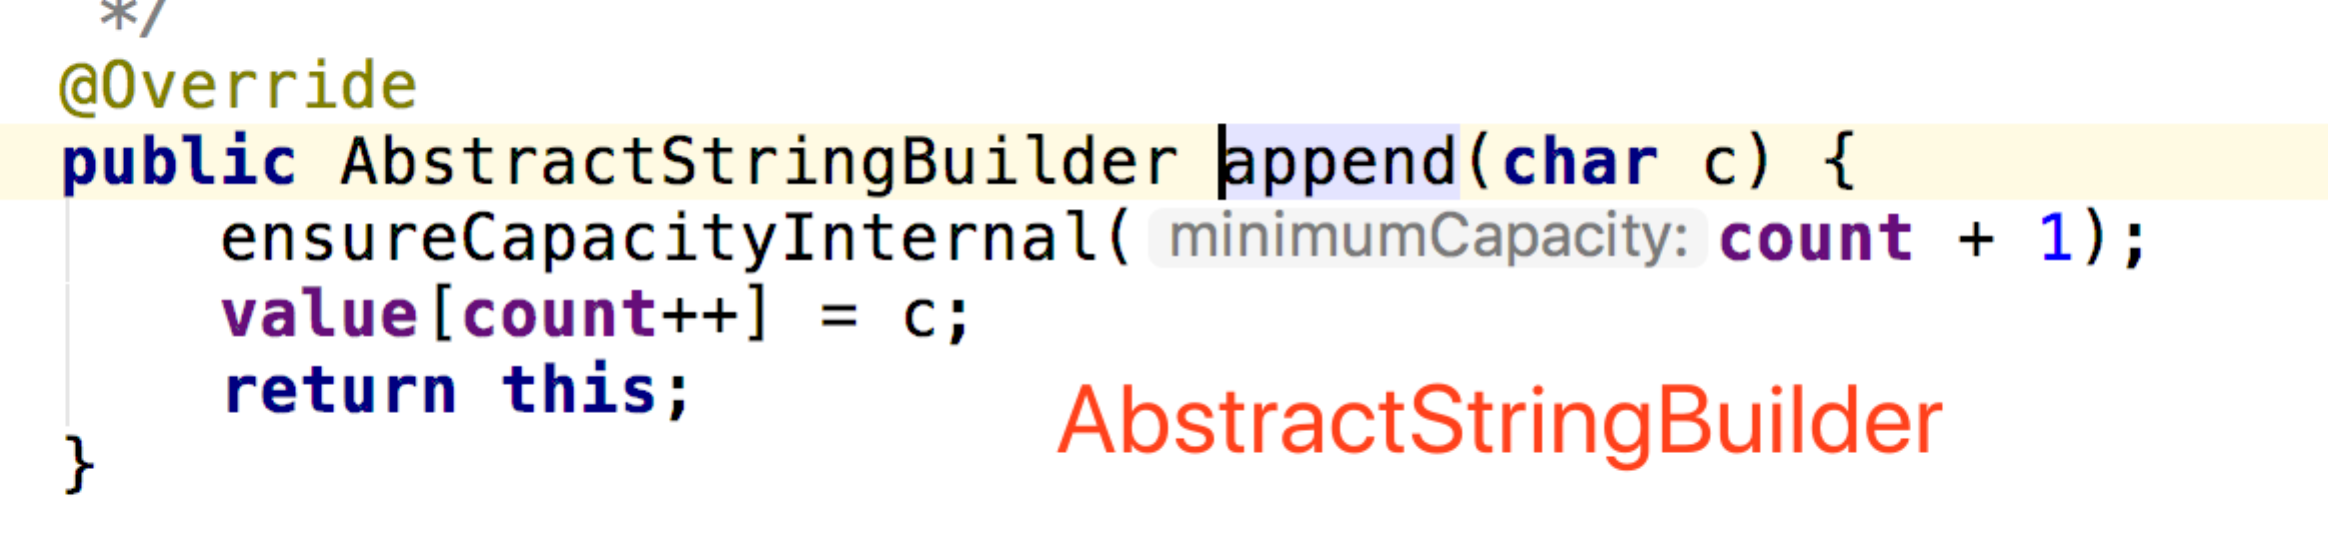 */
@Override
public AbstractStringBuilder append(char c) {
ensureCapacityInternal( minimumCapacity: count + 1);
value[count++] = c;
return this;
AbstractStringBuilder
}